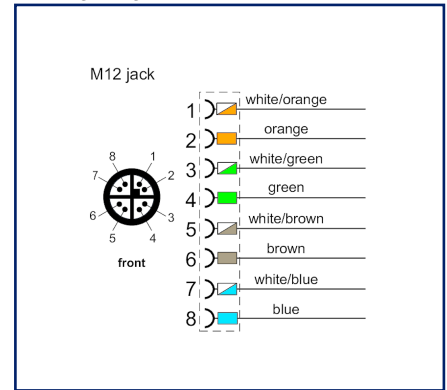 M12 jack
1 white/orange
2 orange
3 white/green
4 green
5 white/brown
6 brown
7 white/blue
8 blue
8 1
7 2
6 3
5 4
front